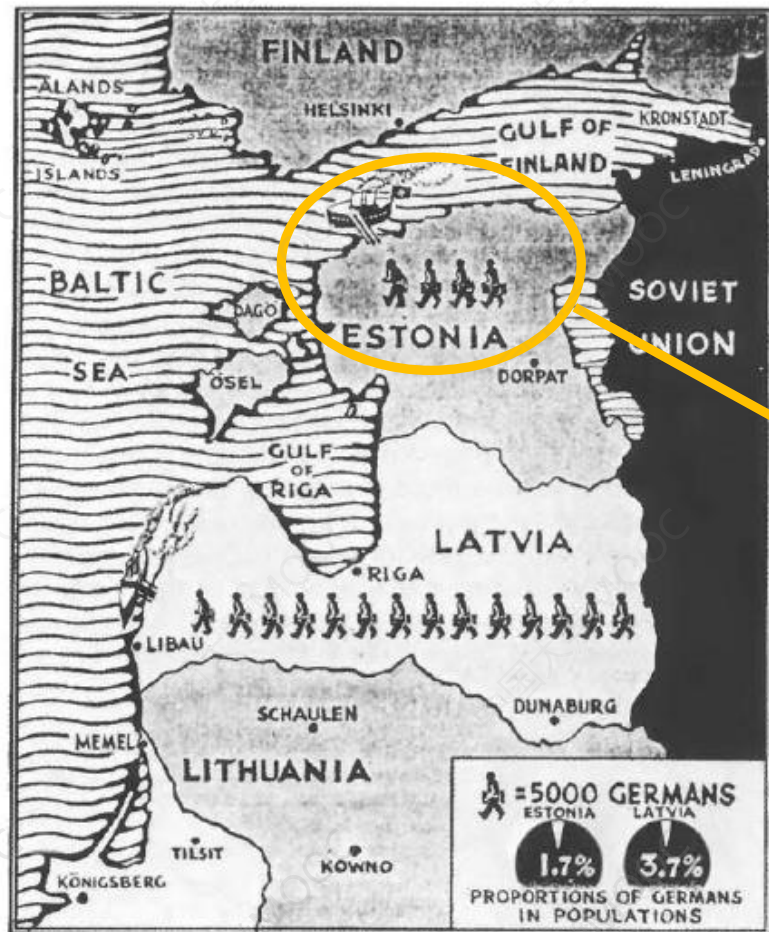 FINLAND
ÅLANDS
ISLANDS
HELSINKI
GULF OF
FINLAND
KRONSTADT
LENINGRAD
BALTIC
SEA
DAGÖ
ÖSEL
ESTONIA
DORPAT
SOVIET
UNION
GULF
OF
RIGA
LATVIA
RIGA
LIBAU
DUNABURG
SCHAULEN
MEMEL
LITHUANIA
TILSIT
KOWNO
KÖNIGSBERG
=5000 GERMANS
ESTONIA LATVIA
1.7% 3.7%
PROPORTIONS OF GERMANS
IN POPULATIONS